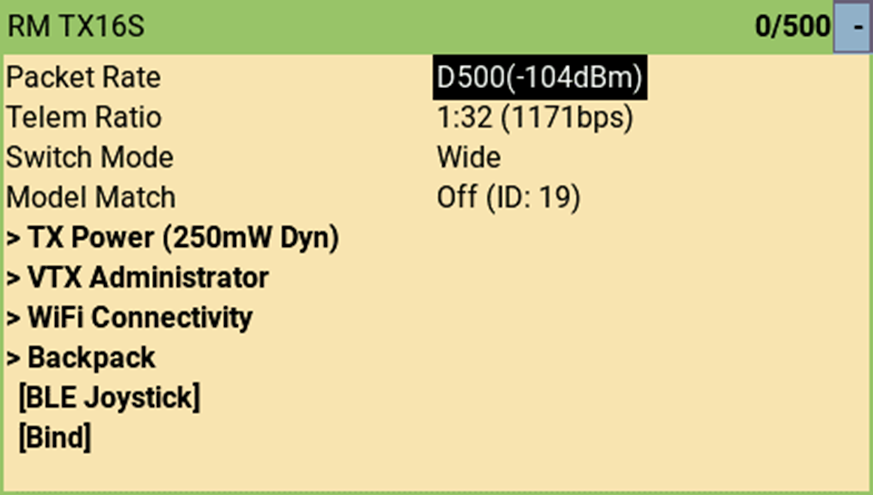 RM TX16S 0/500 -
Packet Rate D500(-104dBm)
Telem Ratio 1:32 (1171bps)
Switch Mode Wide
Model Match Off (ID: 19)
> TX Power (250mW Dyn)
> VTX Administrator
> WiFi Connectivity
> Backpack
[BLE Joystick]
[Bind]